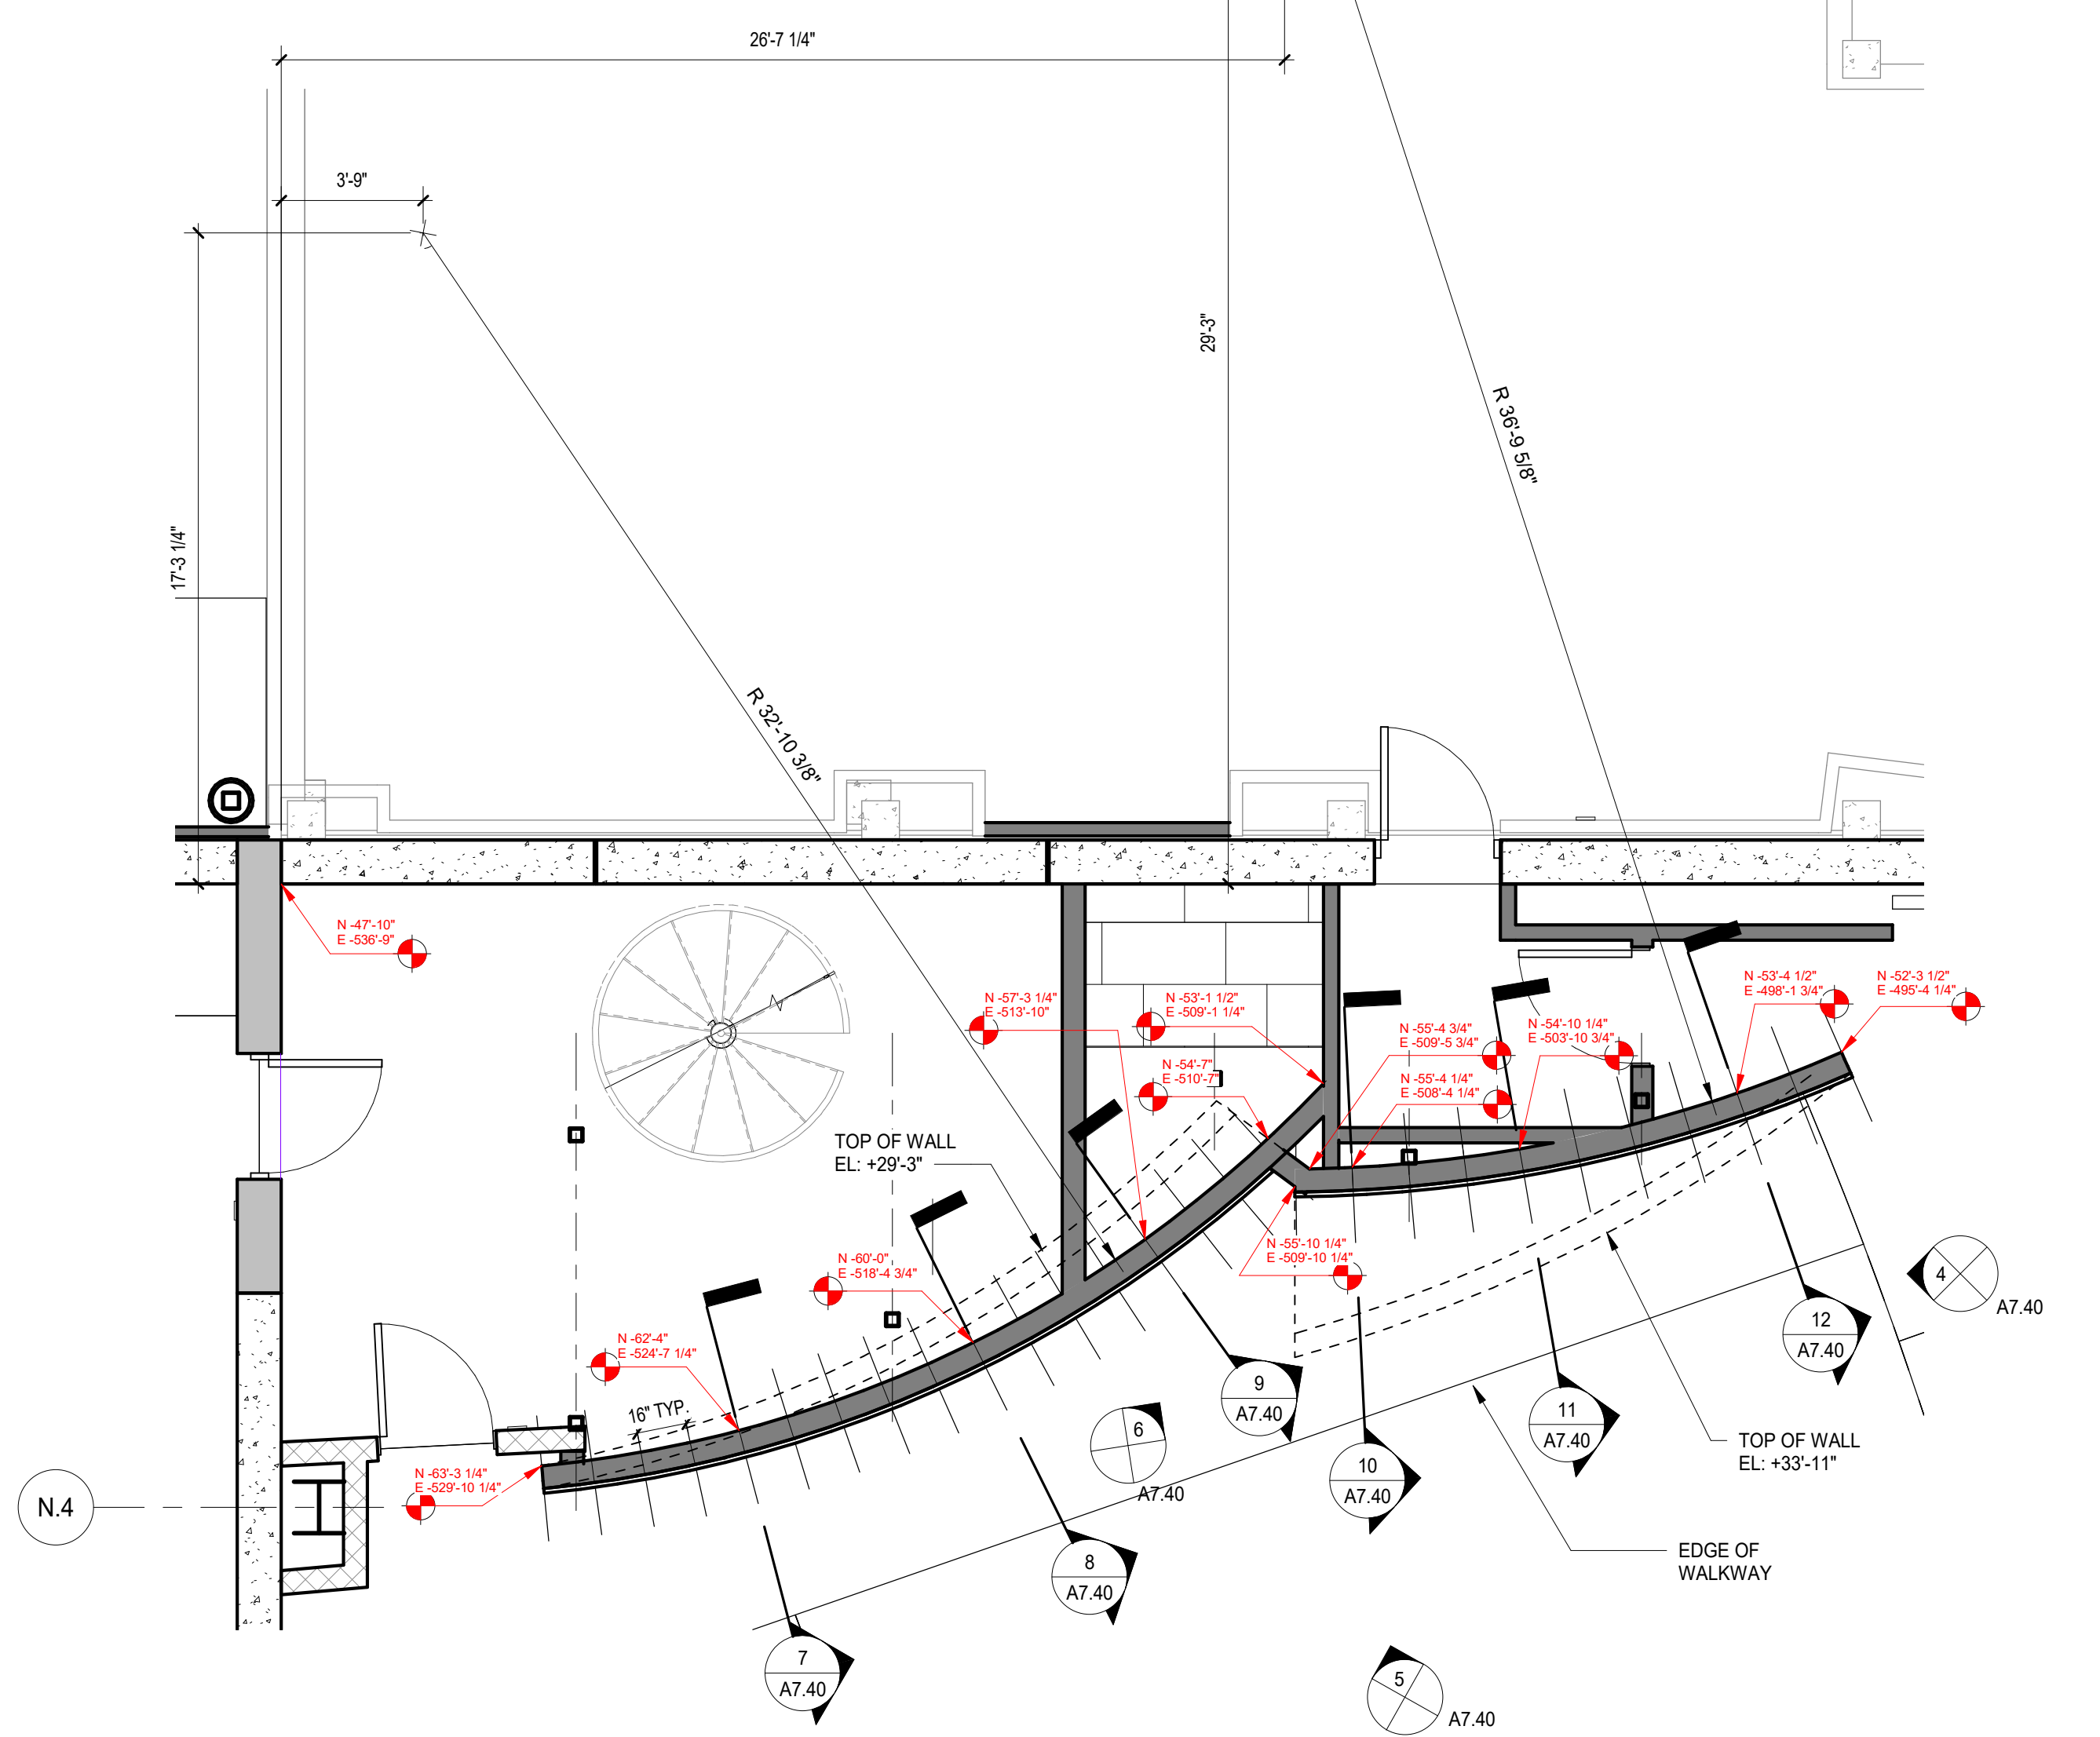 26'-7 1/4"
3'-9"
29'-3"
R 36'-9 5/8"
17'-3 1/4"
R 32'-10 3/8"
N -47'-10"
E -536'-9"
N -57'-3 1/4"
E -513'-10"
N -53'-1 1/2"
E -509'-1 1/4"
N -53'-4 1/2"
E -498'-1 3/4"
N -52'-3 1/2"
E -495'-4 1/4"
N -55'-4 3/4"
E -509'-5 3/4"
N -54'-10 1/4"
E -503'-10 3/4"
N -54'-7"
E -510'-7"
N -55'-4 1/4"
E -508'-4 1/4"
TOP OF WALL
EL: +29'-3"
N -55'-10 1/4"
E -509'-10 1/4"
N -60'-0"
E -518'-4 3/4"
4
A7.40
12
A7.40
N -62'-4"
E -524'-7 1/4"
9
A7.40
11
A7.40
16" TYP.
6
A7.40
TOP OF WALL
EL: +33'-11"
10
A7.40
N -63'-3 1/4"
E -529'-10 1/4"
N.4
EDGE OF
WALKWAY
8
A7.40
7
A7.40
5
A7.40